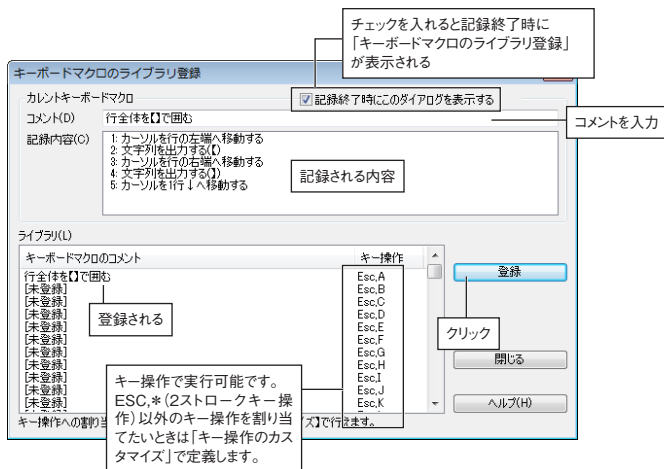 チェックを入れると記録終了時に
「キーボードマクロのライブラリ登録」
が表示される
キーボードマクロのライブラリ登録
カレントキーボードマクロ
記録終了時にこのダイアログを表示する
コメント(D)
行全体を【】で囲む
コメントを入力
記録内容(C)
1: カーソルを行の左端へ移動する
2: 文字列を出力する(【)
3: カーソルを行の右端へ移動する
4: 文字列を出力する(】)
5: カーソルを1行↓へ移動する
記録される内容
ライブラリ(L)
キーボードマクロのコメント キー操作
行全体を【】で囲む Esc,A
[未登録] Esc,B
[未登録] Esc,C
[未登録] Esc,D
[未登録] Esc,E
[未登録] Esc,F
[未登録] Esc,G
[未登録] Esc,H
[未登録] Esc,I
[未登録] Esc,J
[未登録] Esc,K
登録される
登録
クリック
閉じる
ヘルプ(H)
キー操作で実行可能です。
ESC,*(2ストロークキー操
作)以外のキー操作を割り当
てたいときは「キー操作のカス
タマイズ」で定義します。
キー操作への割り当 ズ】で行えます。